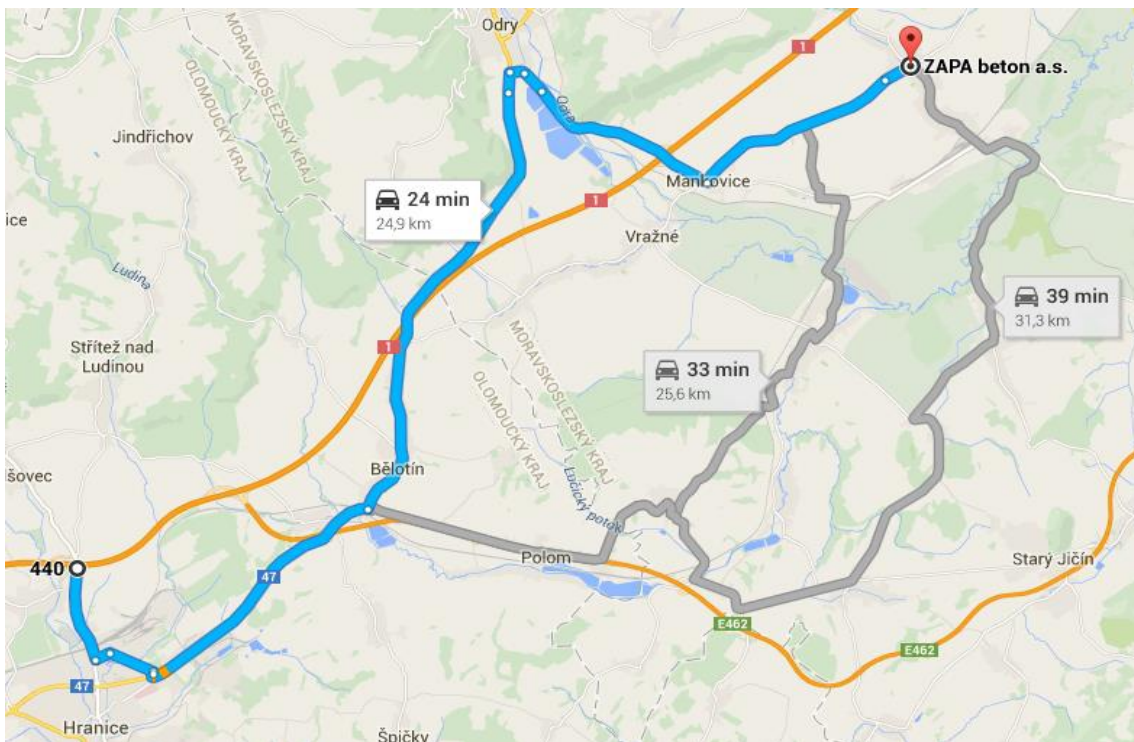 Odry
1
ZAPA beton a.s.
OLOMOUCKÝ KRAJ
MORAVSKOSLEZSKÝ KRAJ
Jindřichov
Odra
Mankovice
24 min
24,9 km
1
Vražné
ice
Ludina
39 min
31,3 km
MORAVSKOSLEZSKÝ KRAJ
OLOMOUCKÝ KRAJ
1
Střítež nad
Ludinou
33 min
25,6 km
Bělotín
šovec
Lučický potok
Polom
Starý Jičín
440
47
E462
E462
47
Hranice
Špičky